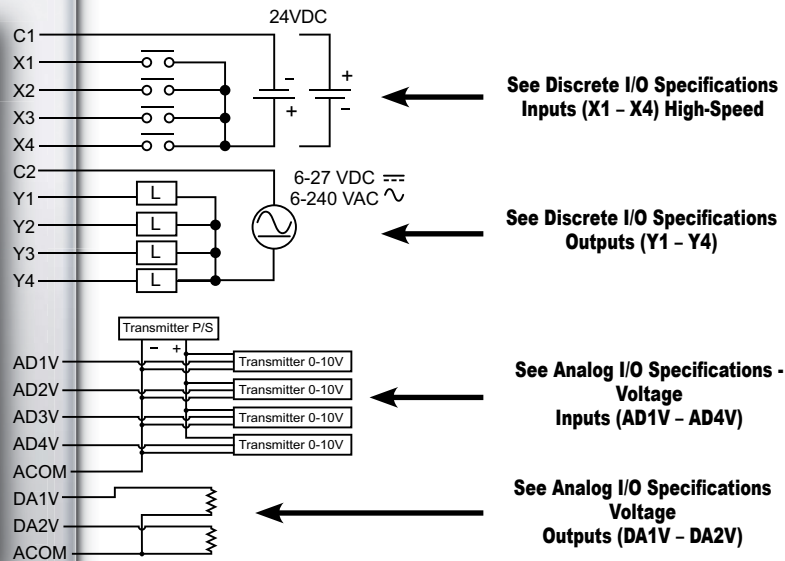 24VDC
C1
X1
X2
X3
X4
− +
+ −
See Discrete I/O Specifications
Inputs (X1 – X4) High-Speed
C2
Y1 L
Y2 L
Y3 L
Y4 L
6-27 VDC
6-240 VAC
See Discrete I/O Specifications
Outputs (Y1 – Y4)
Transmitter P/S
− +
AD1V Transmitter 0-10V
AD2V Transmitter 0-10V
AD3V Transmitter 0-10V
AD4V Transmitter 0-10V
ACOM
See Analog I/O Specifications -
Voltage
Inputs (AD1V – AD4V)
DA1V
DA2V
ACOM
See Analog I/O Specifications
Voltage
Outputs (DA1V – DA2V)